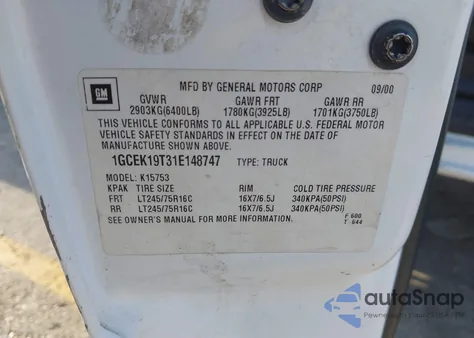 GM
MFD BY GENERAL MOTORS CORP 09/00
GVWR GAWR FRT GAWR RR
2903KG(6400LB) 1780KG(3925LB) 1701KG(3750LB)
THIS VEHICLE CONFORMS TO ALL APPLICABLE U.S. FEDERAL MOTOR
VEHICLE SAFETY STANDARDS IN EFFECT ON THE DATE OF
MANUFACTURE SHOWN ABOVE.
1GCEK19T31E148747 TYPE: TRUCK
MODEL: K15753
KPAK TIRE SIZE RIM COLD TIRE PRESSURE
FRT LT245/75R16C 16X7/6.5J 340KPA(50PSI)
RR LT245/75R16C 16X7/6.5J 340KPA(50PSI)
SEE OWNER'S MANUAL FOR MORE INFORMATION.
F 600
T: 644
autoSnap